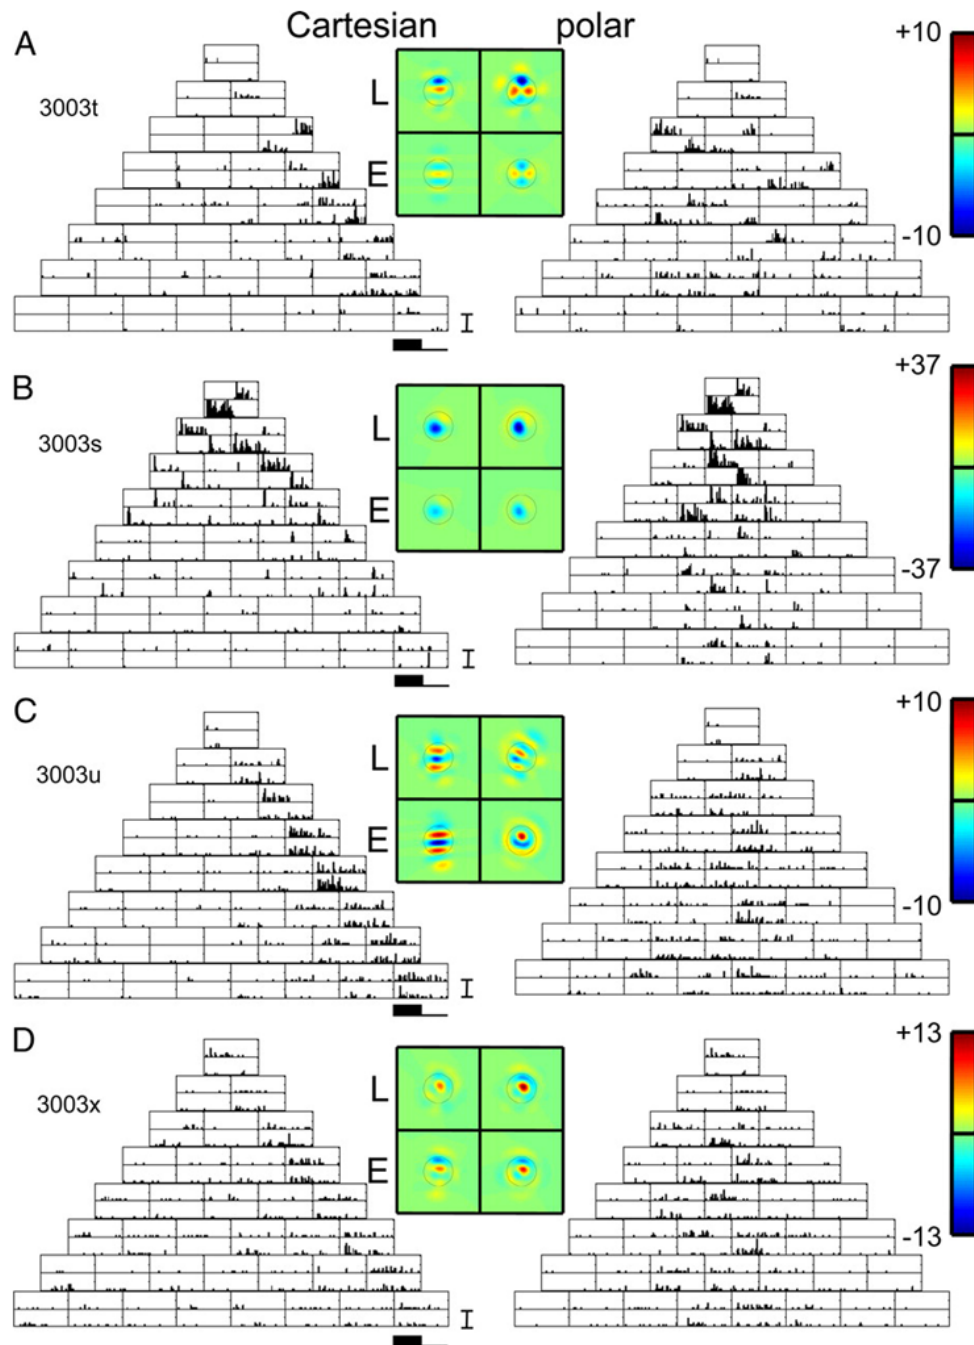 Cartesian polar
A
3003t
L
E
+10
-10
B
3003s
L
E
+37
-37
C
3003u
L
E
+10
-10
D
3003x
L
E
+13
-13